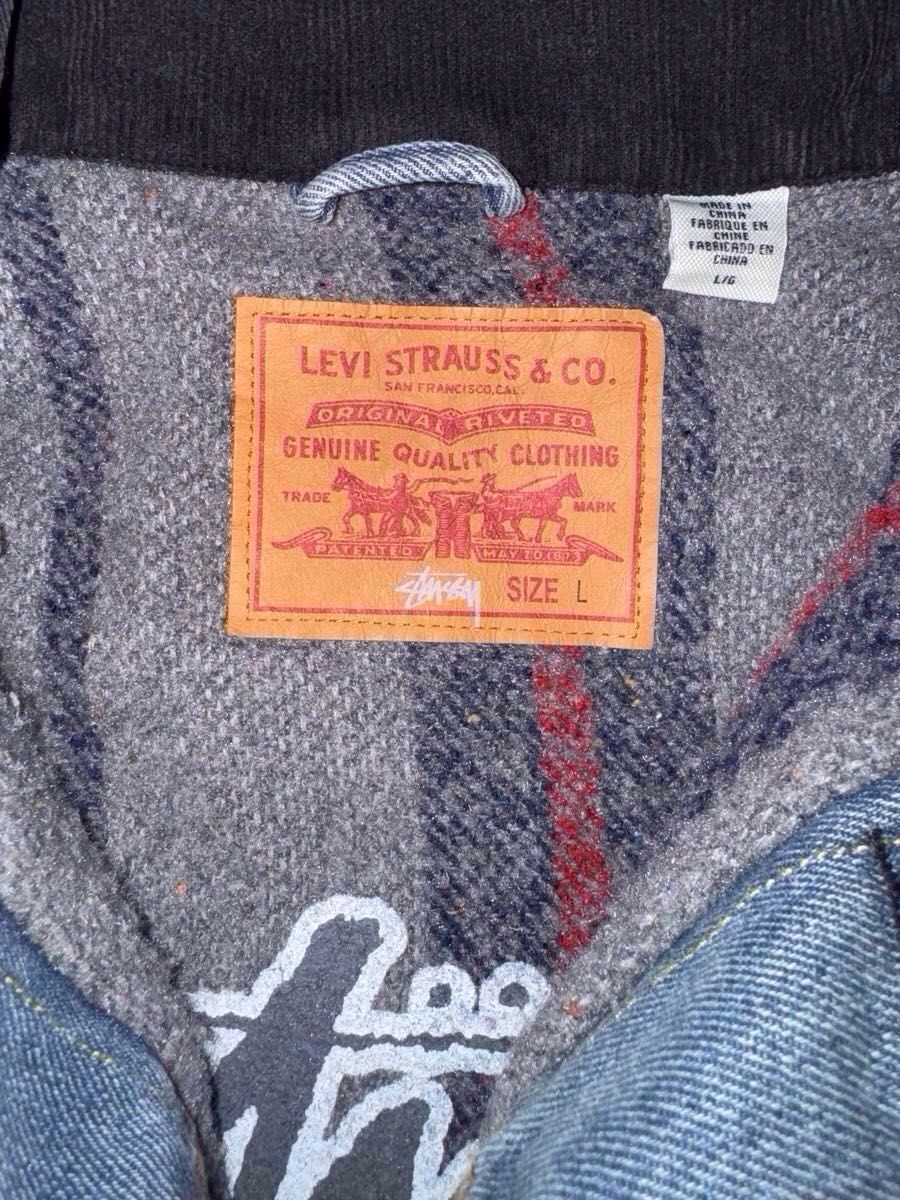 MADE IN
CHINA
FABRIQUE EN
CHINE
FABRICADO EN
CHINA
L/G
LEVI STRAUSS & CO.
SAN FRANCISCO, CAL.
ORIGINAL RIVETED
GENUINE QUALITY CLOTHING
TRADE MARK
PATENTED MAY 20 1873
Stüssy SIZE L